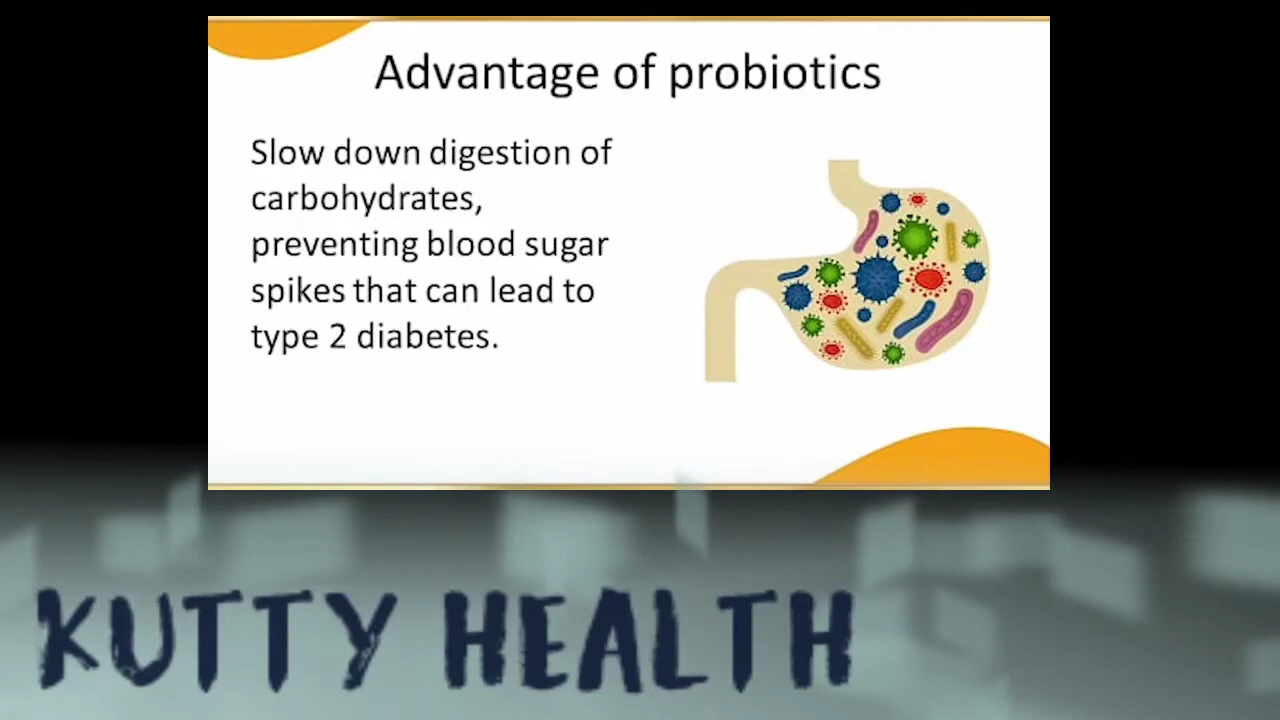 Advantage of probiotics
Slow down digestion of
carbohydrates,
preventing blood sugar
spikes that can lead to
type 2 diabetes.
KUTTY HEALTH